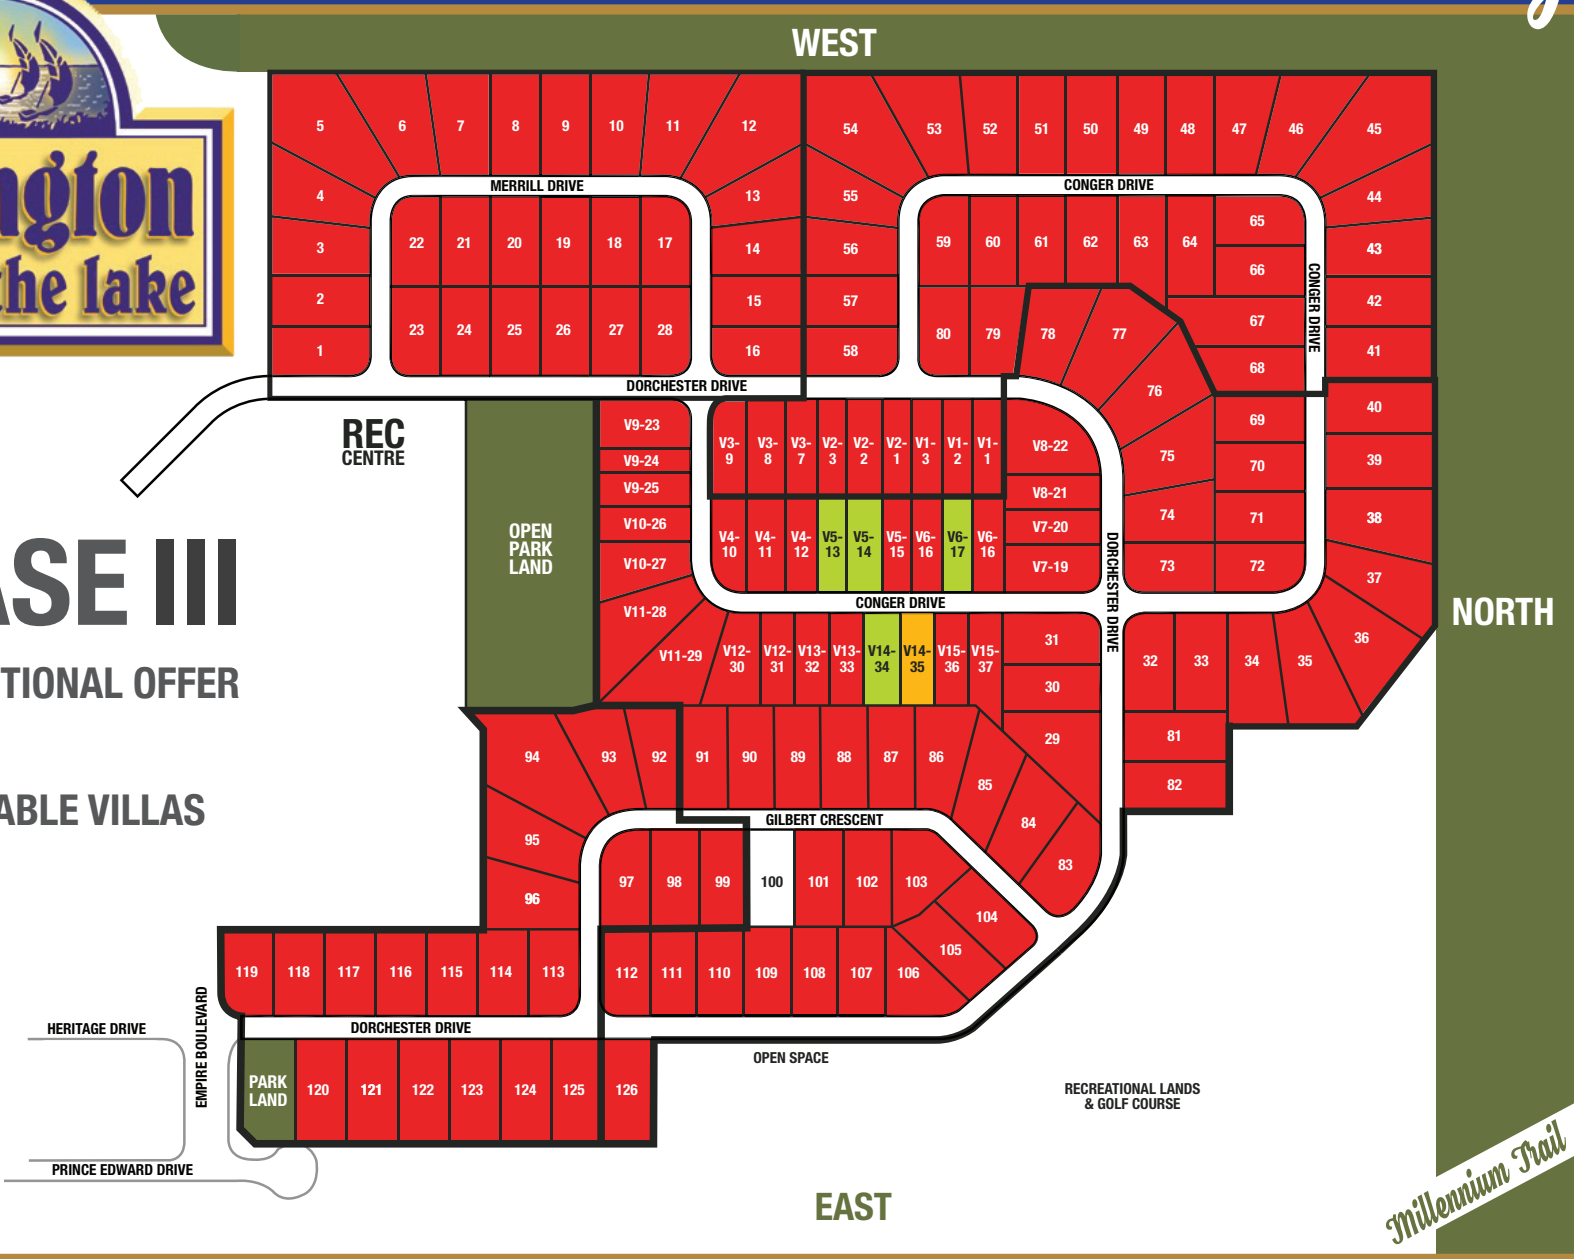 WEST
ngton
he lake
5
6
7
8
9
10
11
12
54
53
52
51
50
49
48
47
46
45
4
MERRILL DRIVE
13
55
CONGER DRIVE
44
3
22
21
20
19
18
17
14
56
59
60
61
62
63
64
65
43
66
CONGER DRIVE
2
15
57
42
1
23
24
25
26
27
28
16
58
80
79
78
77
67
68
41
DORCHESTER DRIVE
76
REC
CENTRE
V9-23
V9-24
V9-25
V10-26
V10-27
V11-28
V11-29
V3-
9
V3-
8
V3-
7
V2-
3
V2-
2
V2-
1
V1-
3
V1-
2
V1-
1
V8-22
V8-21
V7-20
V7-19
75
74
73
69
70
71
72
40
39
38
37
36
OPEN
PARK
LAND
V4-
10
V4-
11
V4-
12
V5-
13
V5-
14
V5-
15
V6-
16
V6-
17
V6-
16
DORCHESTER DRIVE
CONGER DRIVE
NORTH
ASE III
TIONAL OFFER
ABLE VILLAS
V12-
30
V12-
31
V13-
32
V13-
33
V14-
34
V14-
35
V15-
36
V15-
37
31
30
29
32
33
34
35
81
82
94
93
92
91
90
89
88
87
86
85
84
83
95
96
GILBERT CRESCENT
97
98
99
100
101
102
103
104
105
119
118
117
116
115
114
113
112
111
110
109
108
107
106
EMPIRE BOULEVARD
HERITAGE DRIVE
DORCHESTER DRIVE
OPEN SPACE
PARK
LAND
120
121
122
123
124
125
126
RECREATIONAL LANDS
& GOLF COURSE
PRINCE EDWARD DRIVE
EAST
Millennium Trail